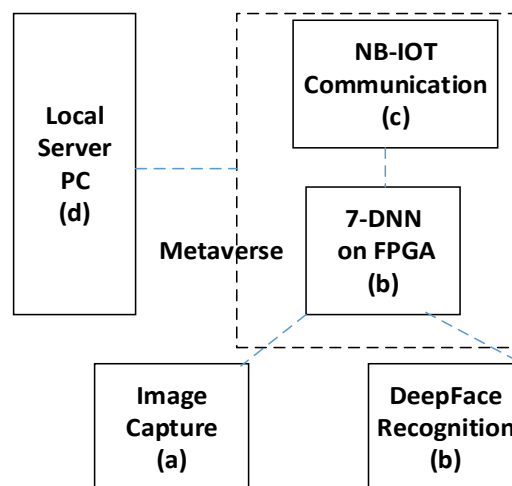 Local
Server
PC
(d)
NB-IOT
Communication
(c)
7-DNN
on FPGA
(b)
Metaverse
Image
Capture
(a)
DeepFace
Recognition
(b)